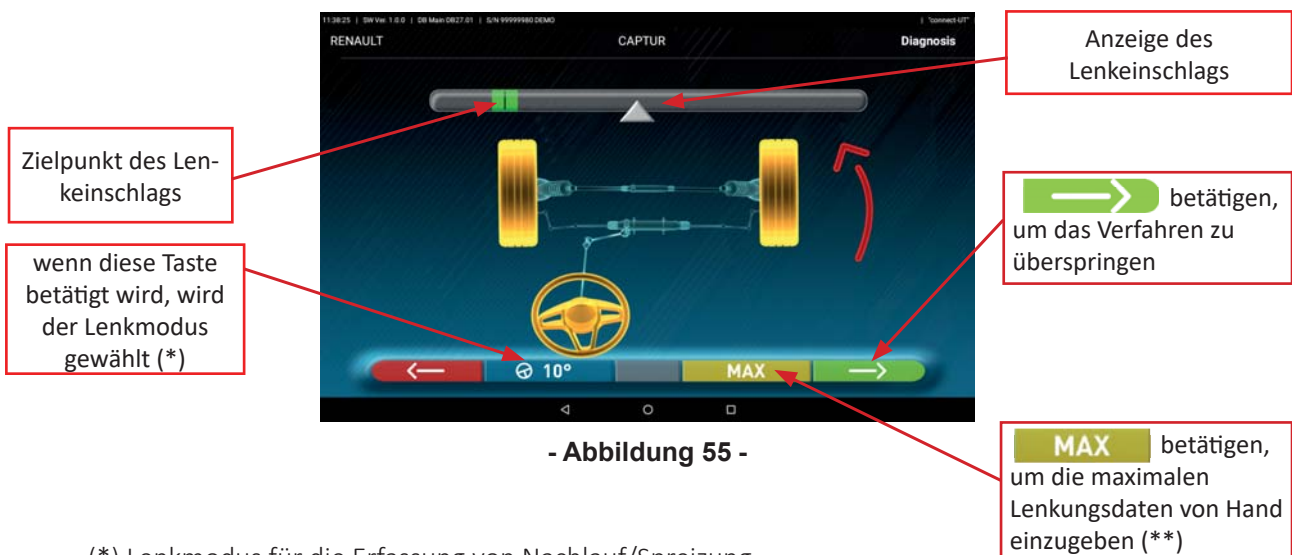 11:38:25 | SW Ver. 1.0.0 | DB Main 0B27.01 | S/N 99999980 DEMO | "connect-UT"
RENAULT CAPTUR Diagnosis
Anzeige des
Lenkeinschlags
Zielpunkt des Len-
keinschlags
betätigen,
um das Verfahren zu
überspringen
wenn diese Taste
betätigt wird, wird
der Lenkmodus
gewählt (*)
10° MAX
- Abbildung 55 -
MAX betätigen,
um die maximalen
Lenkungsdaten von Hand
einzugeben (**)
(*) Lenkmodus für die Erfassung von Nachlauf/Spreizung